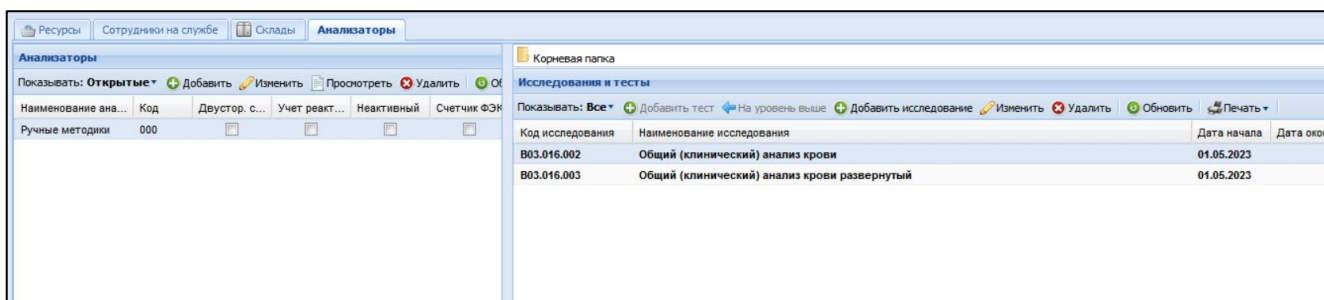 Ресурсы Сотрудники на службе Склады Анализаторы
Анализаторы
Показывать: Открытые Добавить Изменить Просмотреть Удалить Об
Наименование ана... Код Двустор. с... Учет реакт... Неактивный Счетчик ФЭК
Ручные методики 000
Корневая папка
Исследования и тесты
Показывать: Все Добавить тест На уровень выше Добавить исследование Изменить Удалить Обновить Печать
Код исследования Наименование исследования Дата начала Дата окон
B03.016.002 Общий (клинический) анализ крови 01.05.2023
B03.016.003 Общий (клинический) анализ крови развернутый 01.05.2023